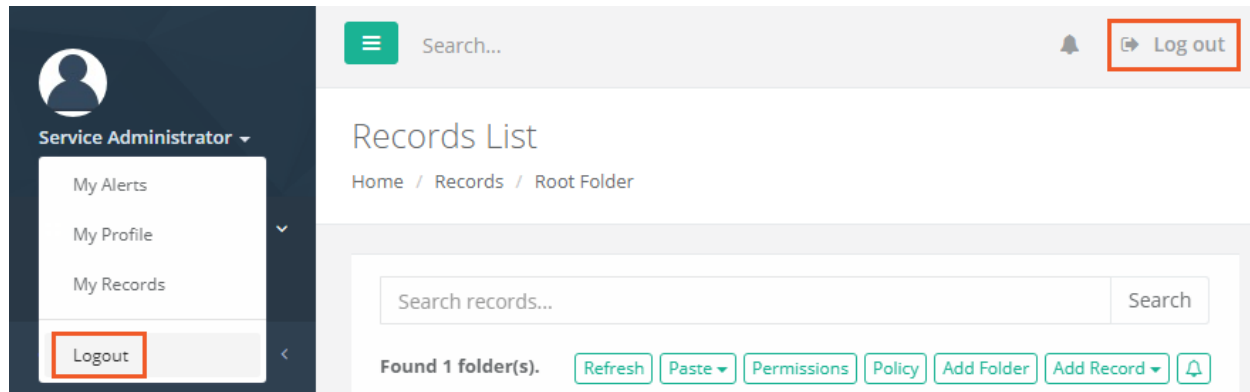 Service Administrator
My Alerts
My Profile
My Records
Logout
Search...
Log out
Records List
Home / Records / Root Folder
Search records...
Search
Found 1 folder(s).
Refresh
Paste
Permissions
Policy
Add Folder
Add Record